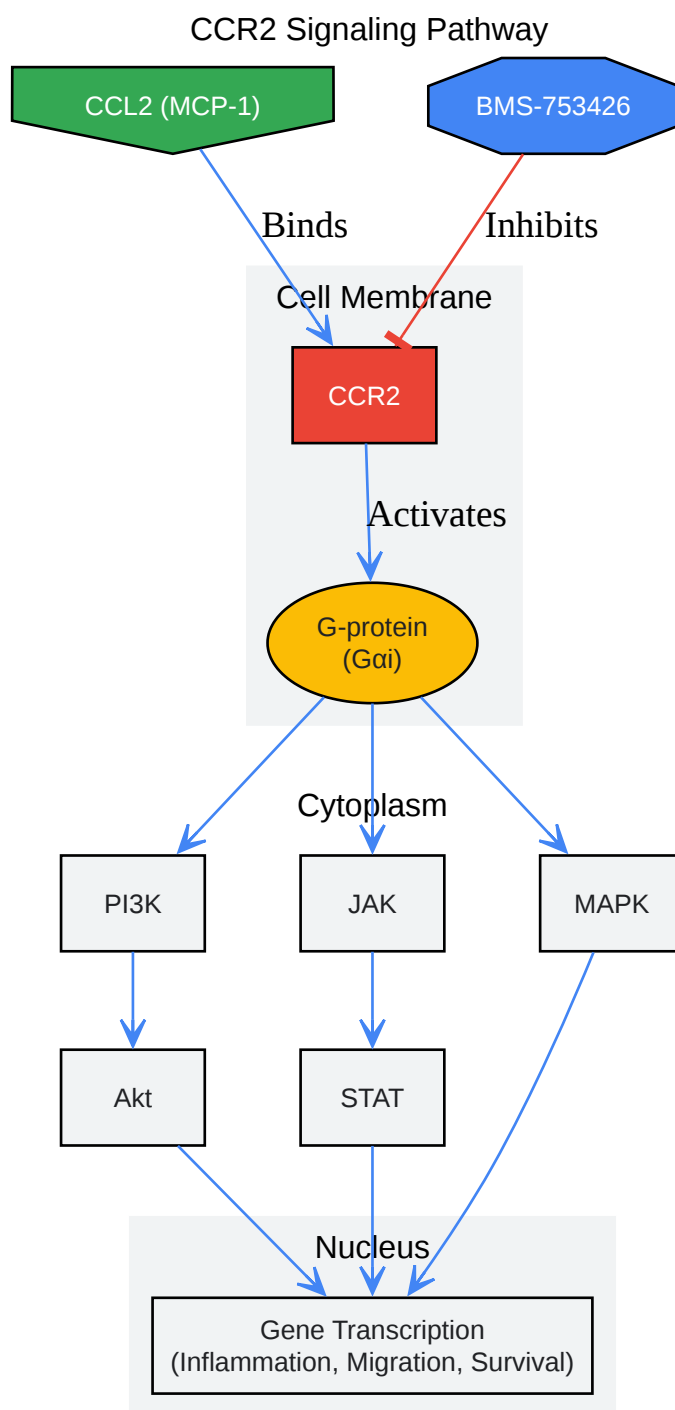 CCR2 Signaling Pathway
CCL2 (MCP-1)
BMS-753426
Binds
Inhibits
Cell Membrane
CCR2
Activates
G-protein
(Gαi)
Cytoplasm
PI3K
JAK
MAPK
Akt
STAT
Nucleus
Gene Transcription
(Inflammation, Migration, Survival)